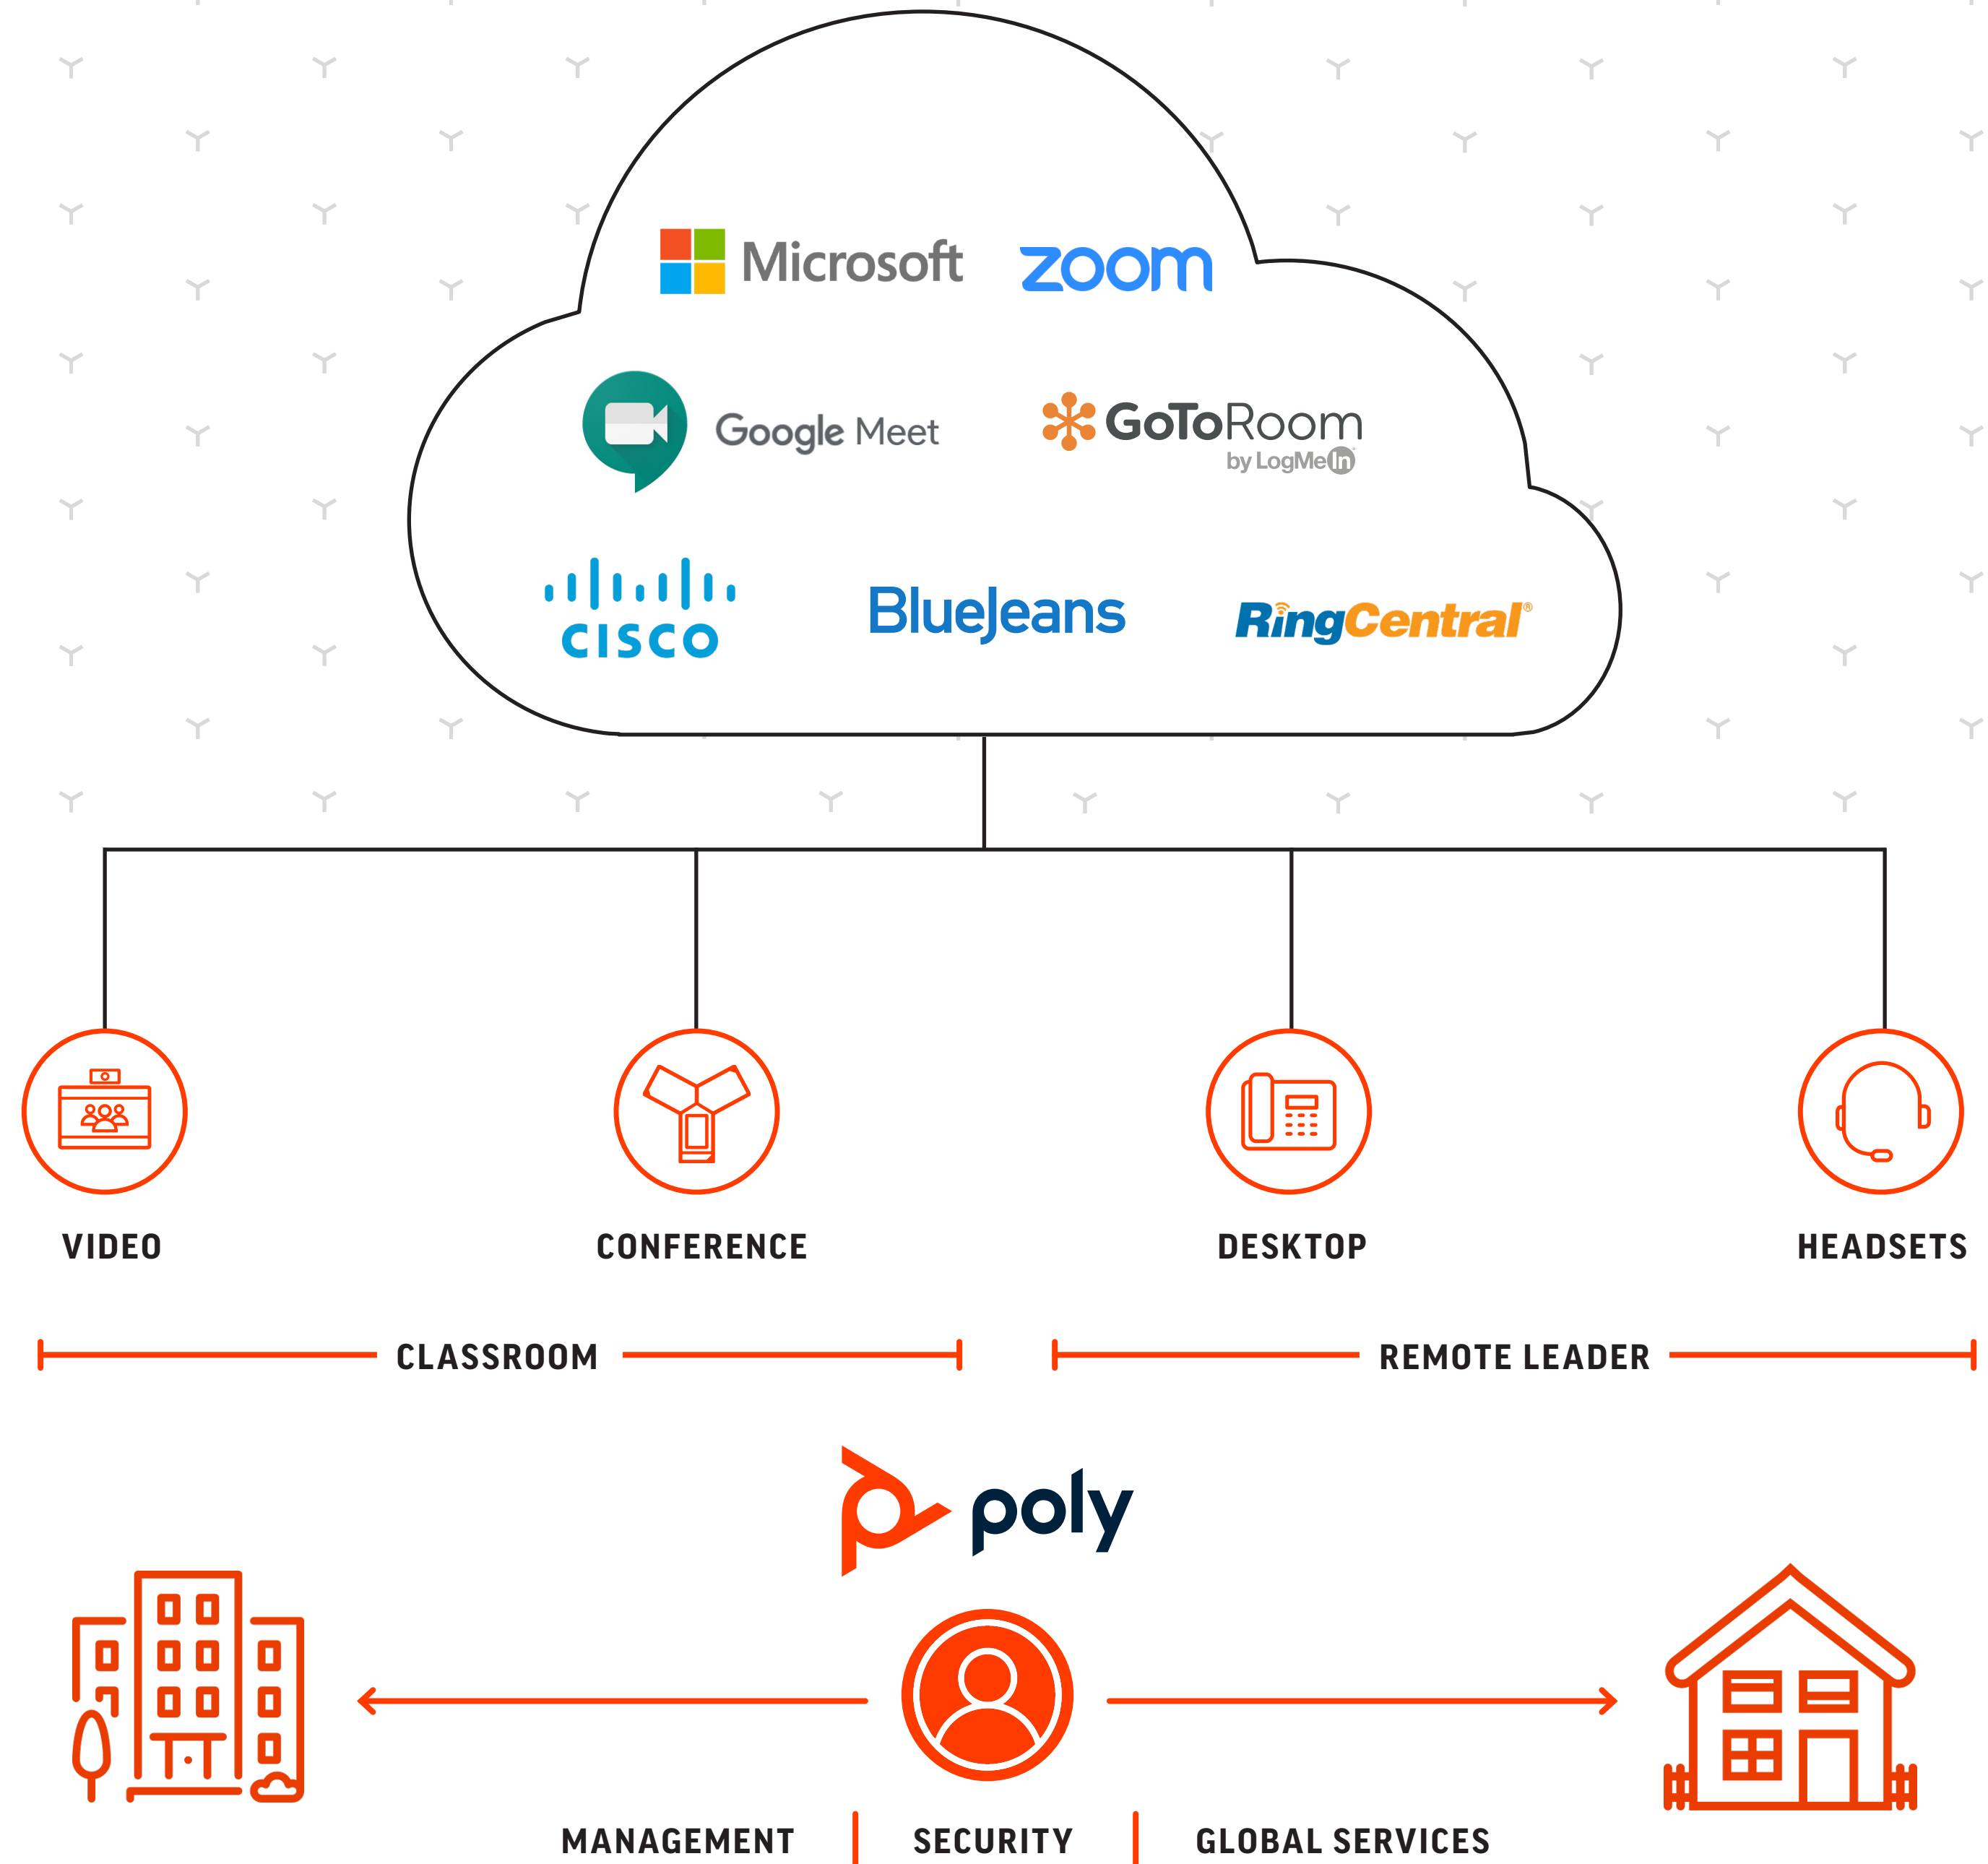 Microsoft
zoom
Google Meet
GoToRoom
by LogMeIn
CISCO
BlueJeans
RingCentral®
VIDEO
CONFERENCE
DESKTOP
HEADSETS
CLASSROOM
REMOTE LEADER
poly
MANAGEMENT
SECURITY
GLOBAL SERVICES